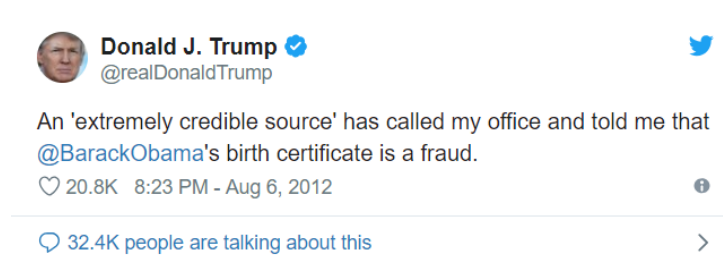 Donald J. Trump
@realDonaldTrump
An 'extremely credible source' has called my office and told me that
@BarackObama's birth certificate is a fraud.
20.8K 8:23 PM - Aug 6, 2012
32.4K people are talking about this